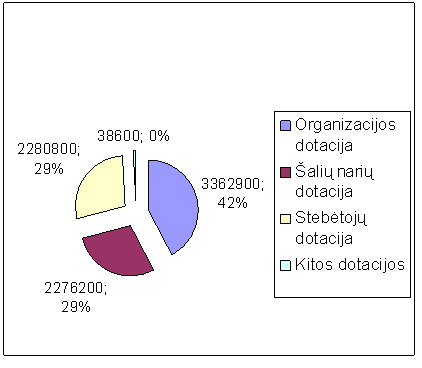 38600; 0%
2280800;
29%
3362900;
42%
2276200;
29%
Organizacijos
dotacija
Šalių narių
dotacija
Stebėtojų
dotacija
Kitos dotacijos